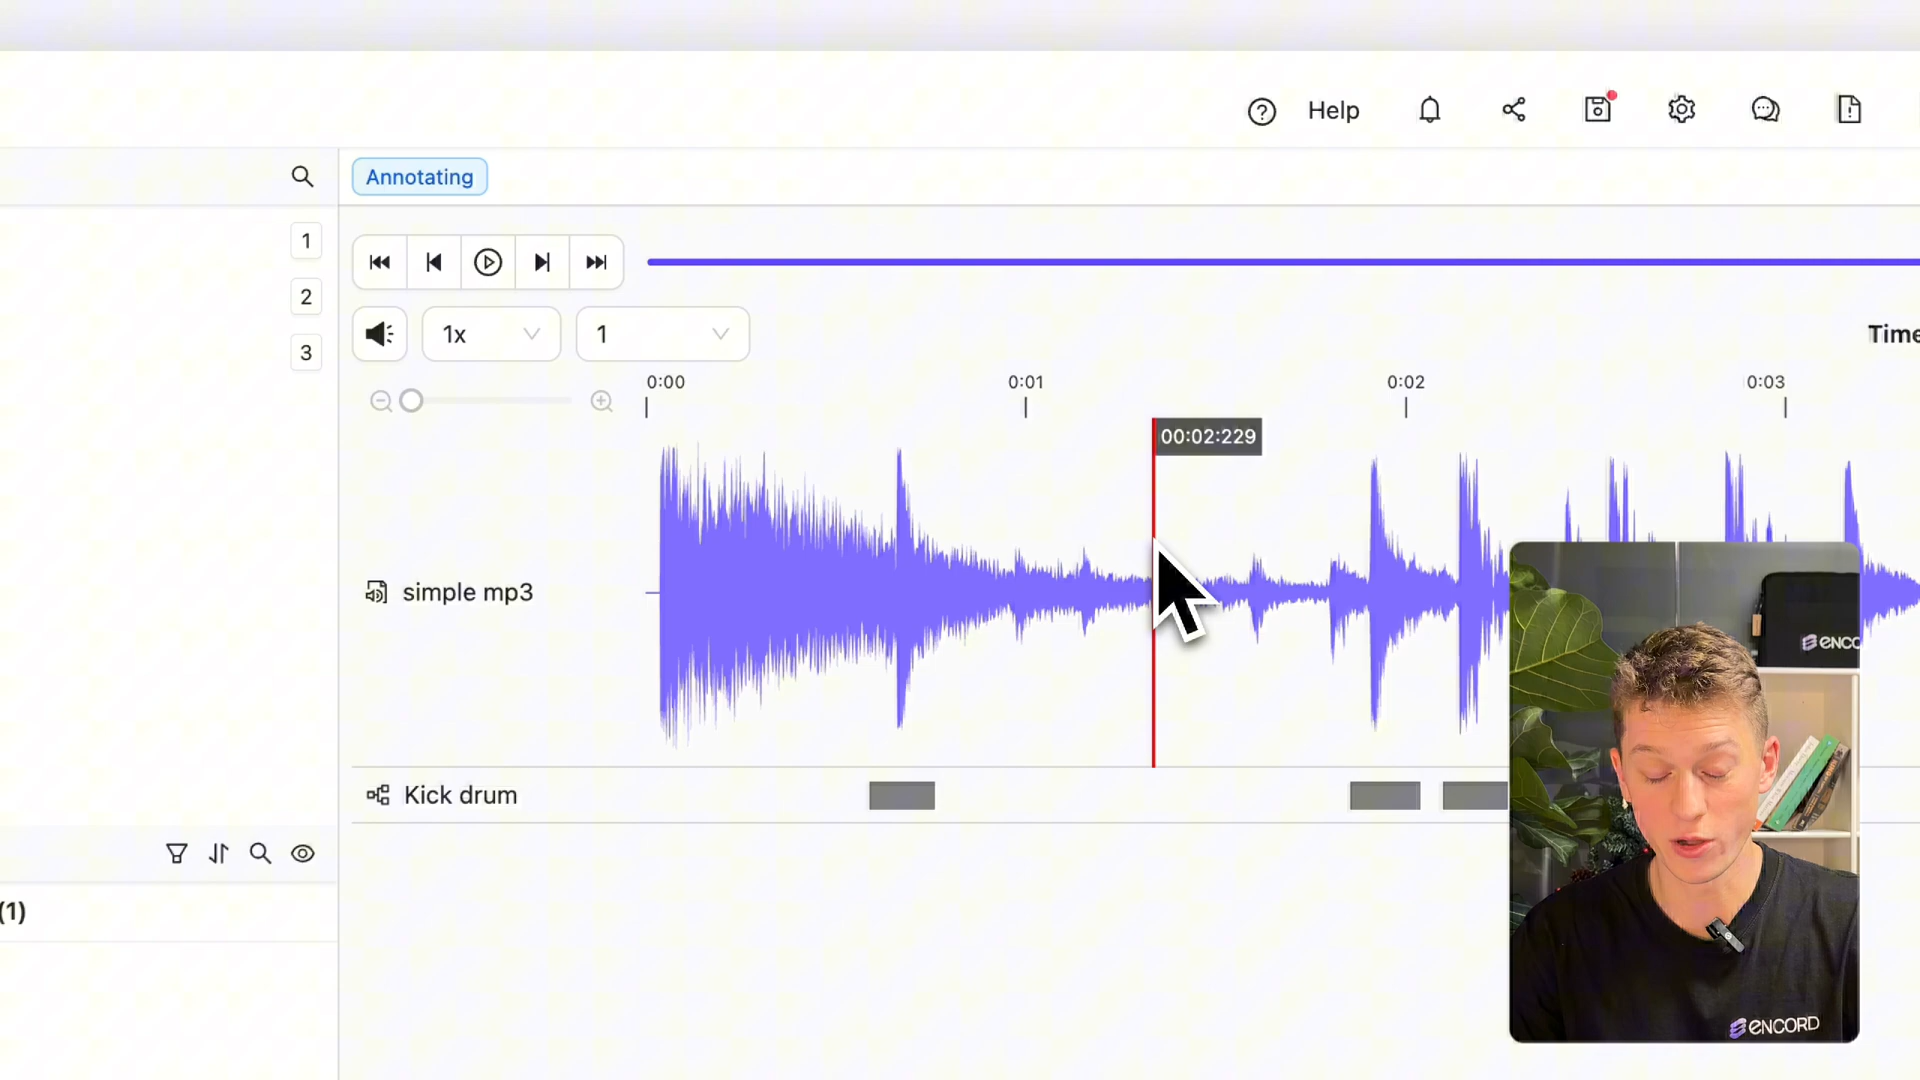 Help
Annotating
1
2
3
1x
1
Time
0:00
0:01
0:02
0:03
00:02:229
simple mp3
ENCO
Kick drum
(1)
ENCORD